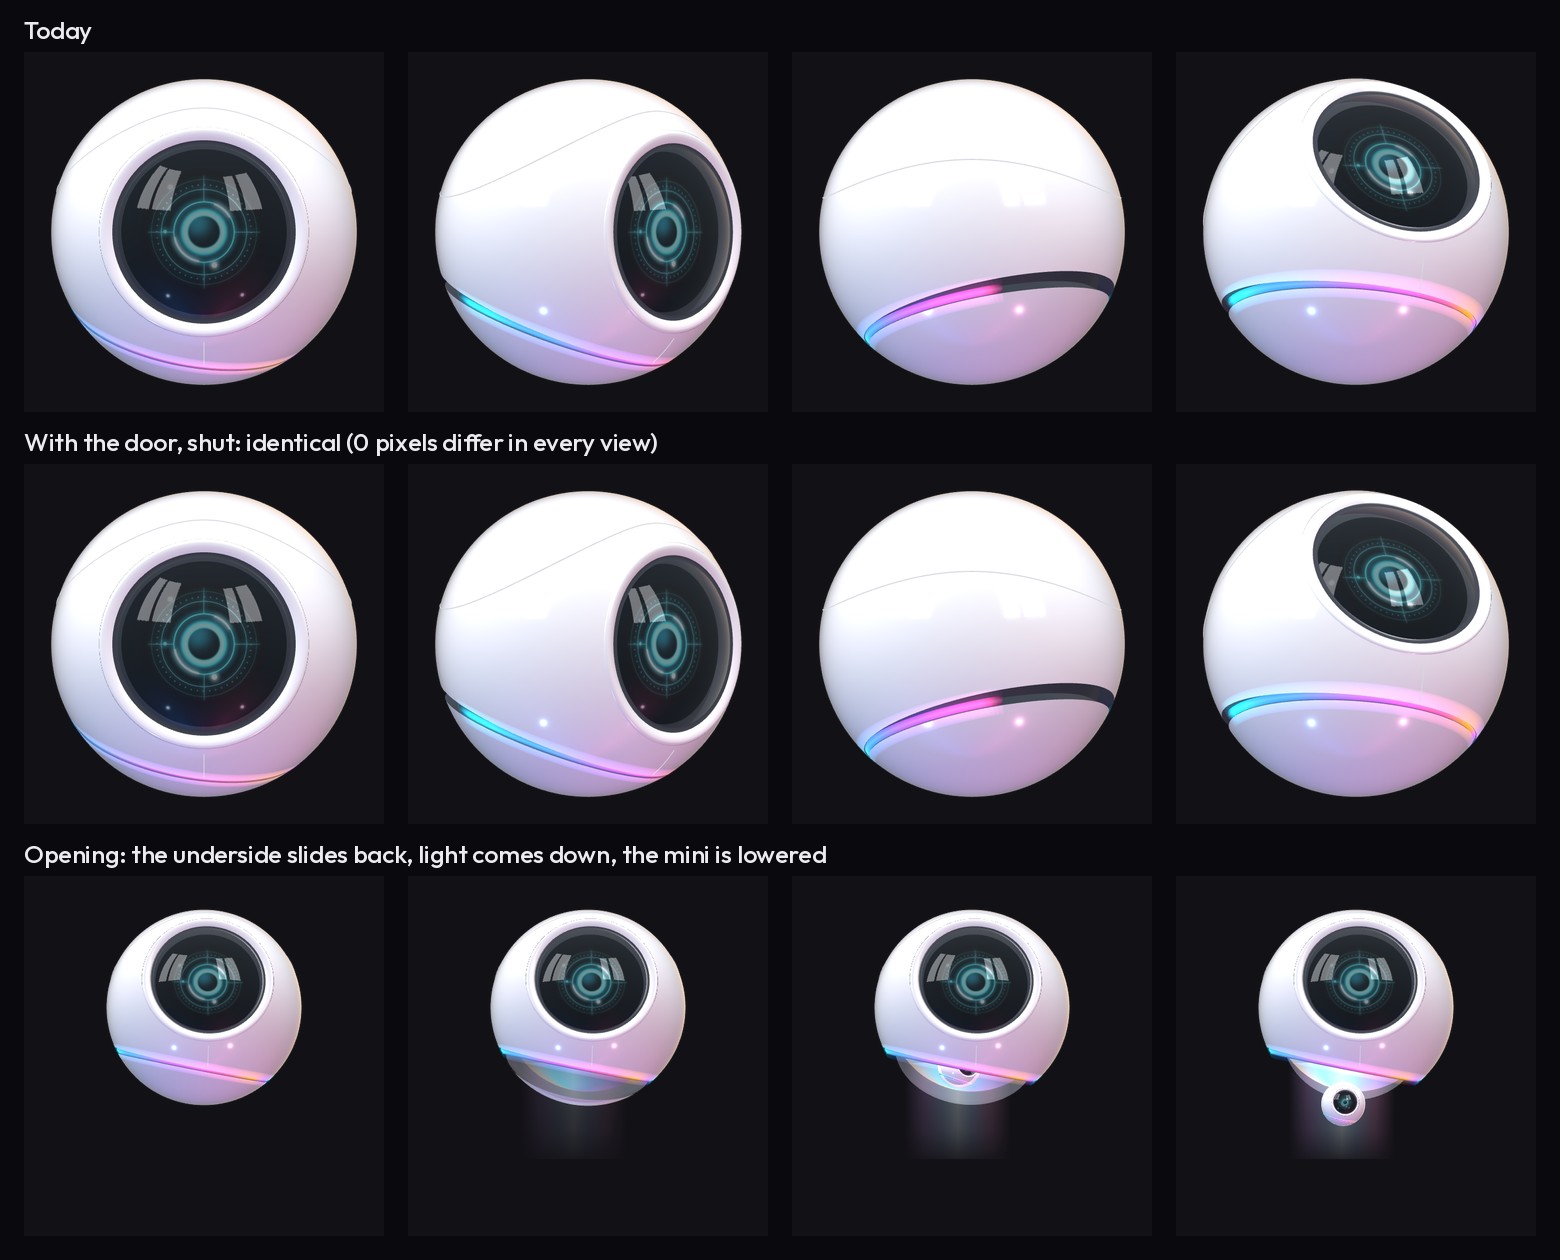 Today
With the door, shut: identical (0 pixels differ in every view)
Opening: the underside slides back, light comes down, the mini is lowered